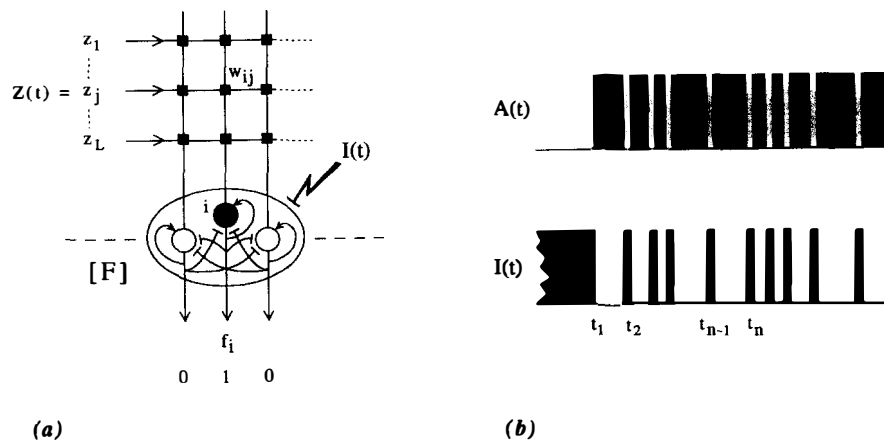 z1
Z(t) = zj
wij
zL
I(t)
i
[F]
fi
0 1 0
(a)
A(t)
I(t)
t1 t2 tn-1 tn
(b)